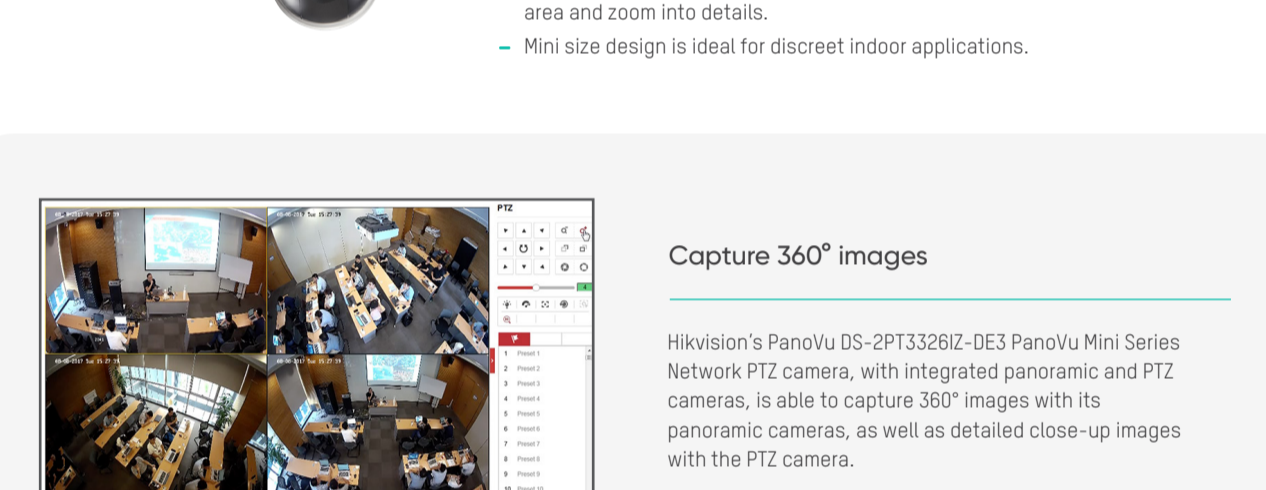 area and zoom into details.
– Mini size design is ideal for discreet indoor applications.
PTZ
4
1 Preset 1
2 Preset 2
3 Preset 3
4 Preset 4
5 Preset 5
6 Preset 6
7 Preset 7
8 Preset 8
9 Preset 9
10 Preset 10
Capture 360° images
Hikvision's PanoVu DS-2PT3326IZ-DE3 PanoVu Mini Series
Network PTZ camera, with integrated panoramic and PTZ
cameras, is able to capture 360° images with its
panoramic cameras, as well as detailed close-up images
with the PTZ camera.